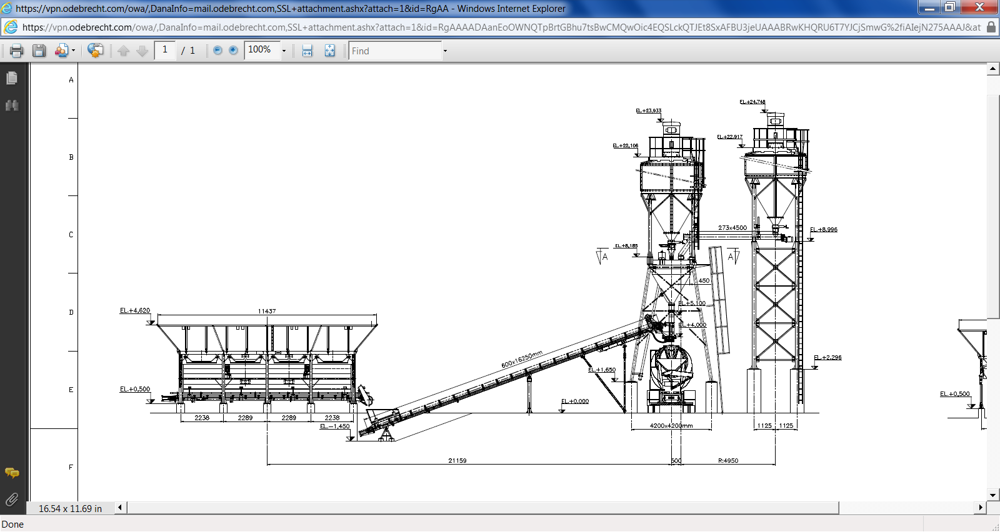 https://vpn.odebrecht.com/owa/,DanaInfo=mail.odebrecht.com,SSL+attachment.ashx?attach=1&id=RgAA - Windows Internet Explorer
https://vpn.odebrecht.com/owa/,DanaInfo=mail.odebrecht.com,SSL+attachment.ashx?attach=1&id=RgAAAADAanEoOWNQTpBrtGBhu7tsBwCMQwOic4EQSLckQTJEt8SxAFBU3jeUAAABRwKHQRU6T7YJCjSmwG%2fiAIejN275AAAJ&at
1 / 1 100% Find
A
B
C
D
E
F
EL.+24,748
EL.+23,933
EL.+22,917
EL.+22,106
273x4500
EL.+8,996
EL.+8,185
A
A
450
EL.+5,100
EL.+4,620
11437
EL.+4,000
600x16250mm
EL.+2,296
EL.+1,650
EL.+0,500
EL.+0,500
EL.+0.000
2238
2289
2289
2238
EL.-1,450
4200x4200mm
1125
1125
21159
500
R:4950
16.54 x 11.69 in
Done